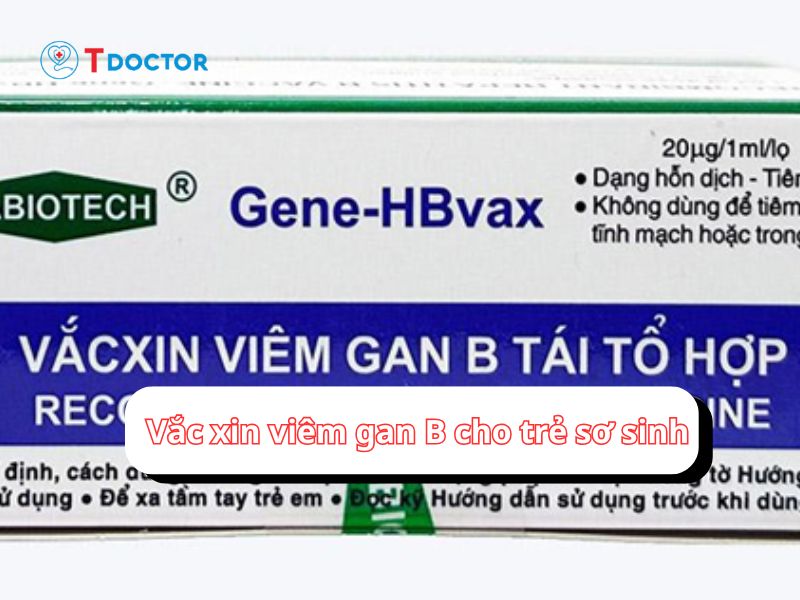 TDOCTOR
20µg/1ml/lọ
BIOTECH ® Gene-HBvax
• Dạng hỗn dịch - Tiêm
• Không dùng để tiêm
tĩnh mạch hoặc trong
VẮCXIN VIÊM GAN B TÁI TỔ HỢP
Vắc xin viêm gan B cho trẻ sơ sinh
định, cách tờ Hướng
sử dụng • Để xa tầm tay trẻ em • Đọc kỹ Hướng dẫn sử dụng trước khi dùng